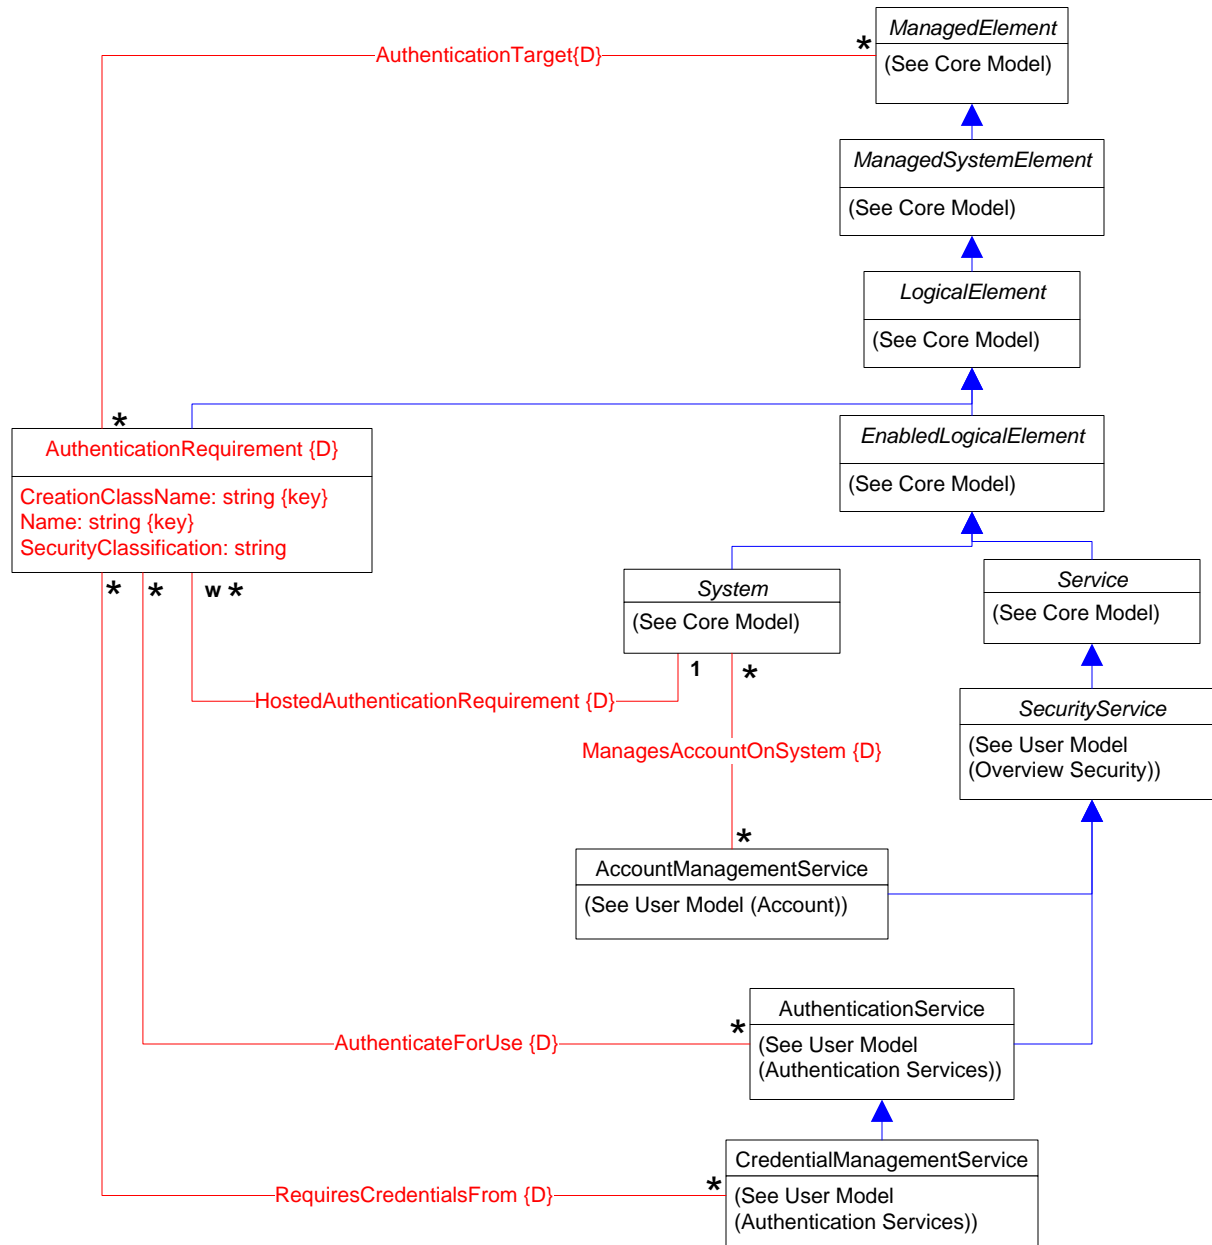 ManagedElement
*
AuthenticationTarget{D}
(See Core Model)
ManagedSystemElement
(See Core Model)
LogicalElement
(See Core Model)
*
AuthenticationRequirement {D}
EnabledLogicalElement
CreationClassName: string {key}
(See Core Model)
Name: string {key}
SecurityClassification: string
* * w *
System
Service
(See Core Model)
(See Core Model)
1 *
HostedAuthenticationRequirement {D}
SecurityService
(See User Model
(Overview Security))
ManagesAccountOnSystem {D}
*
AccountManagementService
(See User Model (Account))
AuthenticationService
*
AuthenticateForUse {D}
(See User Model
(Authentication Services))
CredentialManagementService
*
RequiresCredentialsFrom {D}
(See User Model
(Authentication Services))